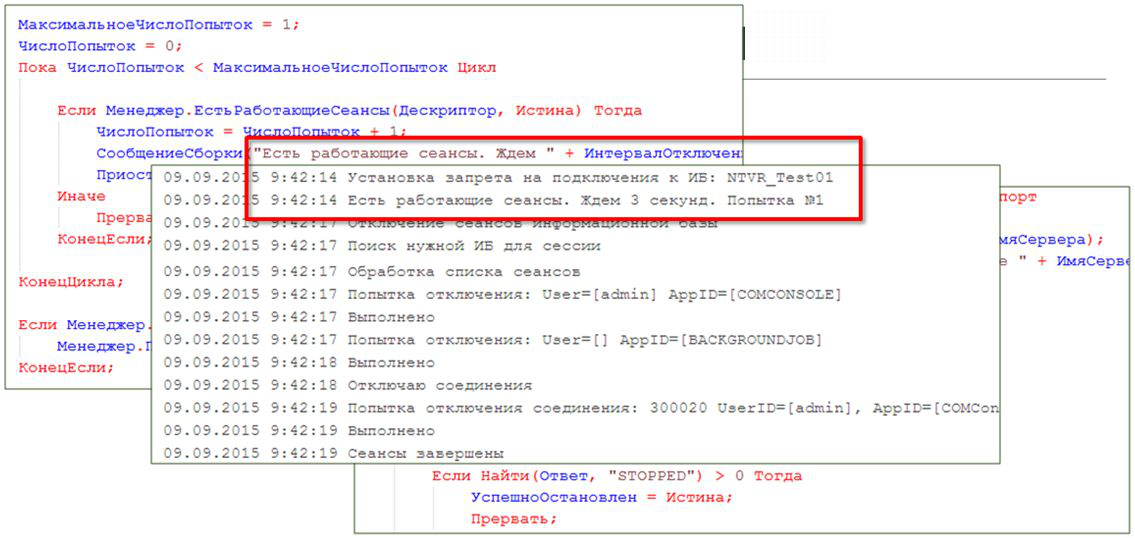 МаксимальноеЧислоПопыток = 1;
ЧислоПопыток = 0;
Пока ЧислоПопыток < МаксимальноеЧислоПопыток Цикл
Если Менеджер.ЕстьРаботающиеСеансы(Дескриптор, Истина) Тогда
ЧислоПопыток = ЧислоПопыток + 1;
СообщениеСборки("Есть работающие сеансы. Ждем " + ИнтервалОтключен
Приост
Иначе
Прерва
КонецЕсли;
КонецЦикла;
Если Менеджер.
Менеджер.П
КонецЕсли;
09.09.2015 9:42:14 Установка запрета на подключения к ИБ: NTVR_Test01
09.09.2015 9:42:14 Есть работающие сеансы. Ждем 3 секунд. Попытка №1
09.09.2015 9:42:17 Отключение сеансов информационной базы
09.09.2015 9:42:17 Поиск нужной ИБ для сессии
09.09.2015 9:42:17 Обработка списка сеансов
09.09.2015 9:42:17 Попытка отключения: User=[admin] AppID=[COMCONSOLE]
09.09.2015 9:42:17 Выполнено
09.09.2015 9:42:17 Попытка отключения: User=[] AppID=[BACKGROUNDJOB]
09.09.2015 9:42:18 Выполнено
09.09.2015 9:42:18 Отключаю соединения
09.09.2015 9:42:19 Попытка отключения соединения: 300020 UserID=[admin], AppID=[COMCon
09.09.2015 9:42:19 Выполнено
09.09.2015 9:42:19 Сеансы завершены
порт
мяСервера);
е " + ИмяСерве
Если Найти(Ответ, "STOPPED") > 0 Тогда
УспешноОстановлен = Истина;
Прервать;